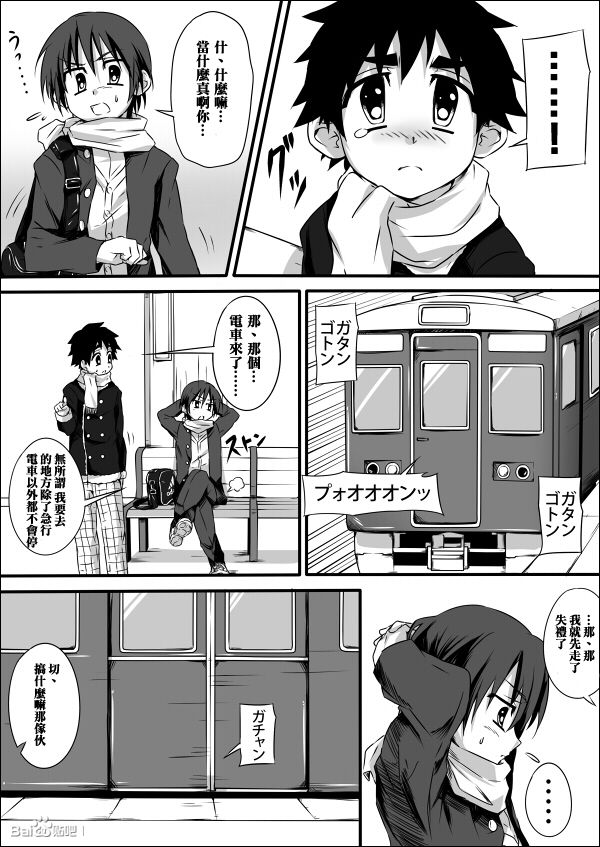 ………!
グッ
什、什麼嘛…
當什麼真啊你…
うっ…
ガタン
ゴトン
プォオオオンッ
ガタン
ゴトン
那、那個…
電車來了……
ストン
無所謂 我要去
的地方除了急行
電車以外都不會停
…那、那
我就先走了
失禮了
……
ガチャン
切、
搞什麼嘛那傢伙
Bai 贴吧